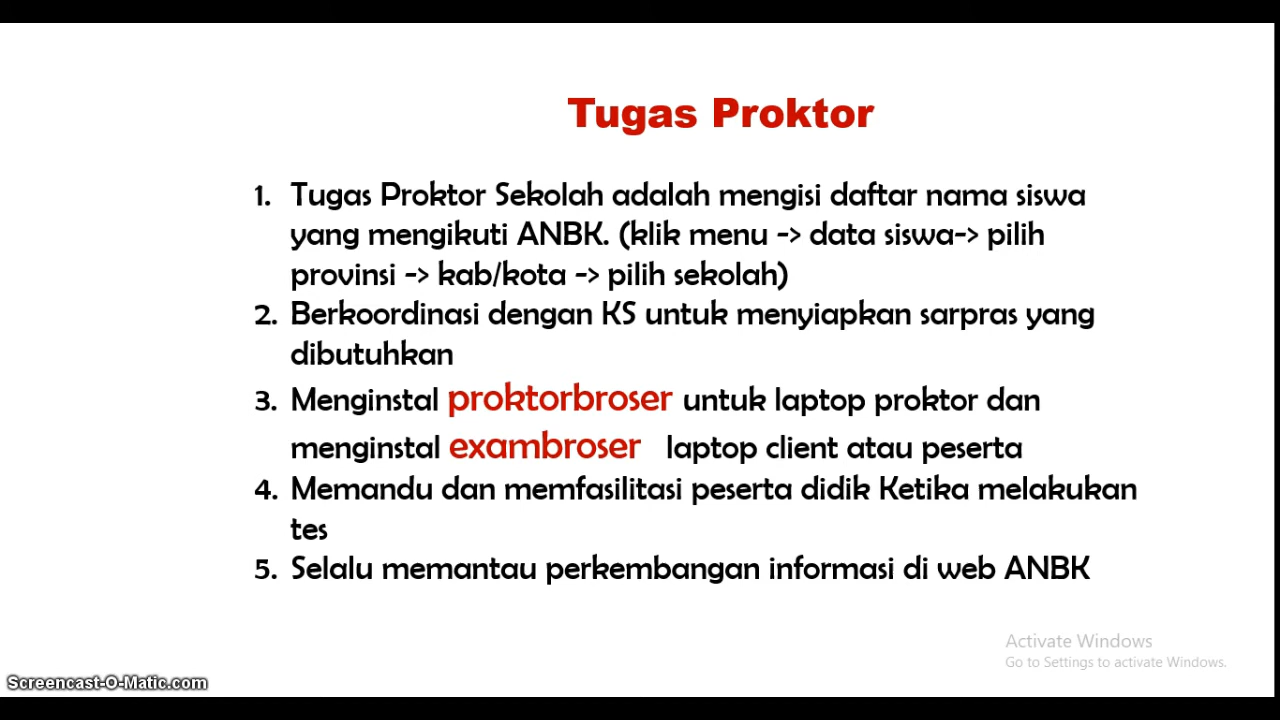 Tugas Proktor
1. Tugas Proktor Sekolah adalah mengisi daftar nama siswa
yang mengikuti ANBK. (klik menu -> data siswa-> pilih
provinsi -> kab/kota -> pilih sekolah)
2. Berkoordinasi dengan KS untuk menyiapkan sarpras yang
dibutuhkan
3. Menginstal proktorbroser untuk laptop proktor dan
menginstal exambroser laptop client atau peserta
4. Memandu dan memfasilitasi peserta didik Ketika melakukan
tes
5. Selalu memantau perkembangan informasi di web ANBK
Activate Windows
Go to Settings to activate Windows.
Screencast-O-Matic.com